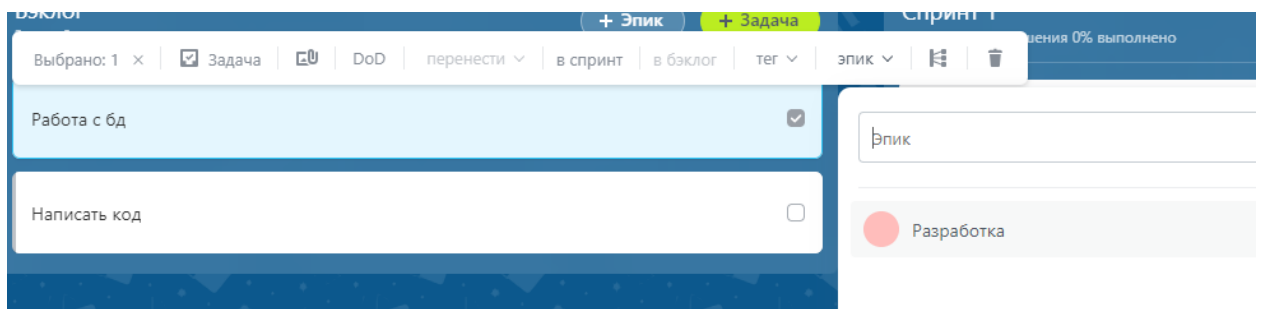 Бэклог
+ Эпик
+ Задача
Спринт 1
ения 0% выполнено
Выбрано: 1 × Задача DoD перенести в спринт в бэклог тег эпик
Работа с бд
Эпик
Написать код
Разработка